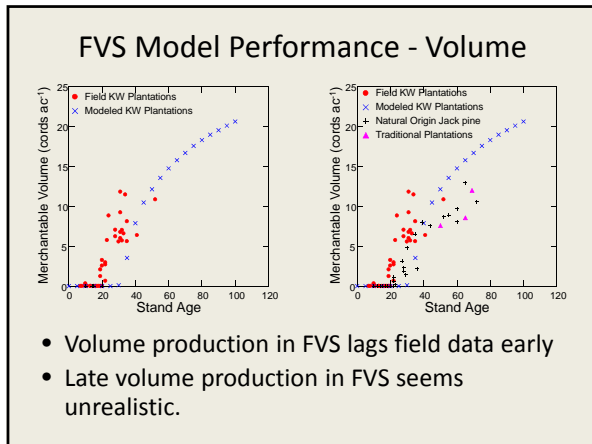 FVS Model Performance - Volume
Merchantable Volume (cords ac⁻¹)
25
20
15
10
5
0
Field KW Plantations
Modeled KW Plantations
0 20 40 60 80 100 120
Stand Age
Merchantable Volume (cords ac⁻¹)
25
20
15
10
5
0
Field KW Plantations
Modeled KW Plantations
Natural Origin Jack pine
Traditional Plantations
0 20 40 60 80 100 120
Stand Age
• Volume production in FVS lags field data early
• Late volume production in FVS seems
unrealistic.